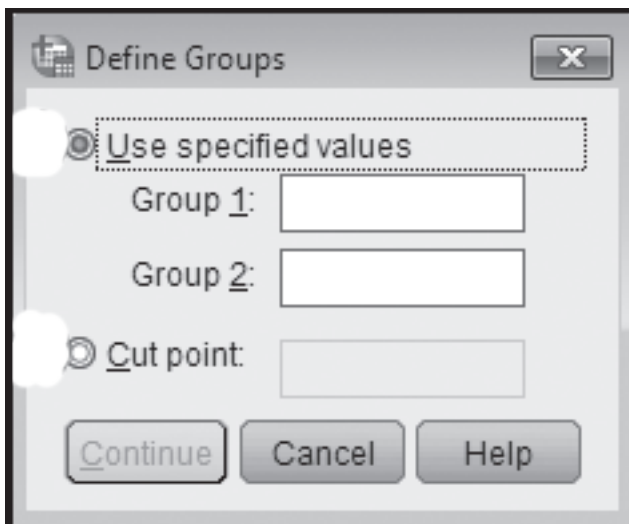 Define Groups
Use specified values
Group 1:
Group 2:
Cut point:
Continue Cancel Help